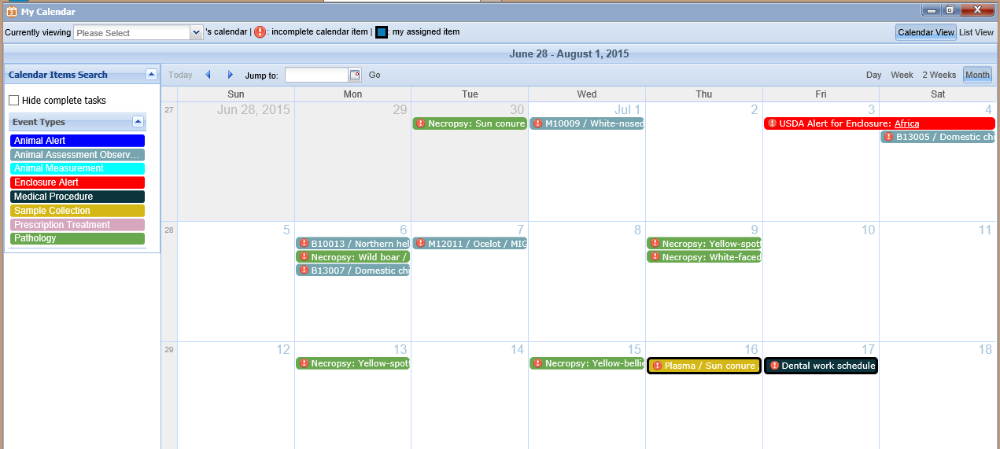 My Calendar
Currently viewing Please Select 's calendar | : incomplete calendar item | : my assigned item Calendar View List View
June 28 - August 1, 2015
Calendar Items Search
Today Jump to: Go Day Week 2 Weeks Month
Hide complete tasks
Event Types
Animal Alert
Animal Assessment Observ...
Animal Measurement
Enclosure Alert
Medical Procedure
Sample Collection
Prescription Treatment
Pathology
Sun Mon Tue Wed Thu Fri Sat
27 Jun 28, 2015 29 30 Jul 1 2 3 4
Necropsy: Sun conure M10009 / White-nosed USDA Alert for Enclosure: Africa
B13005 / Domestic chi
28 5 6 7 8 9 10 11
B10013 / Northern hel M12011 / Ocelot / MIG Necropsy: Yellow-spott
Necropsy: Wild boar / Necropsy: White-faced
B13007 / Domestic chi
29 12 13 14 15 16 17 18
Necropsy: Yellow-spott Necropsy: Yellow-bellie Plasma / Sun conure Dental work schedule